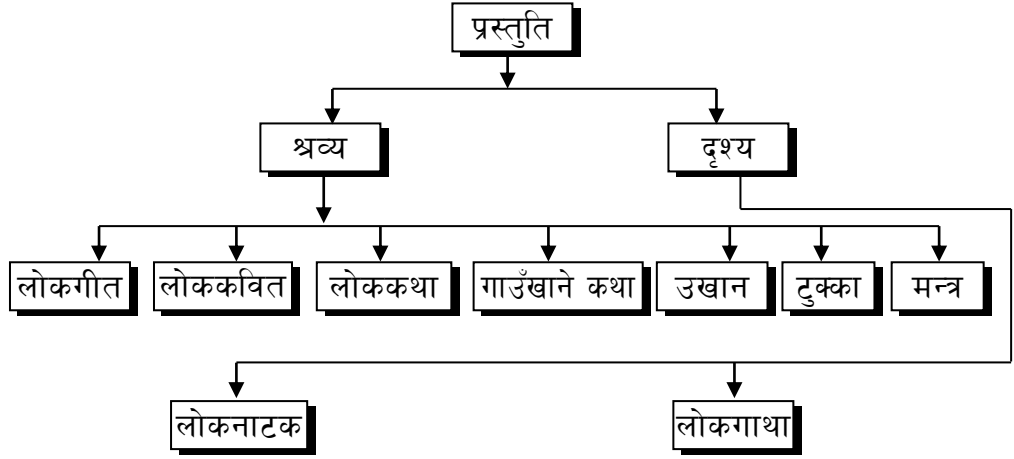 प्रस्तुति
श्रव्य
दृश्य
लोकगीत
लोककवित
लोककथा
गाउँखाने कथा
उखान
टुक्का
मन्त्र
लोकनाटक
लोकगाथा